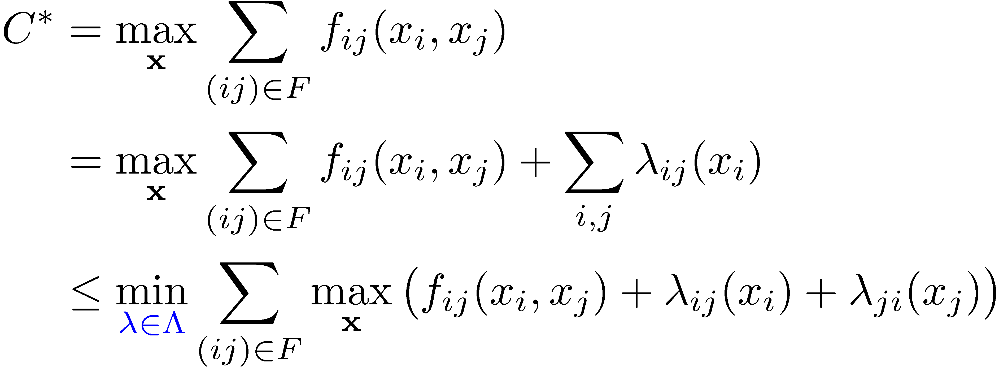 C* = max_x ∑_{(ij)∈F} f_{ij}(x_i, x_j)
= max_x ∑_{(ij)∈F} f_{ij}(x_i, x_j) + ∑_{i,j} λ_{ij}(x_i)
≤ min_{λ∈Λ} ∑_{(ij)∈F} max_x (f_{ij}(x_i, x_j) + λ_{ij}(x_i) + λ_{ji}(x_j))